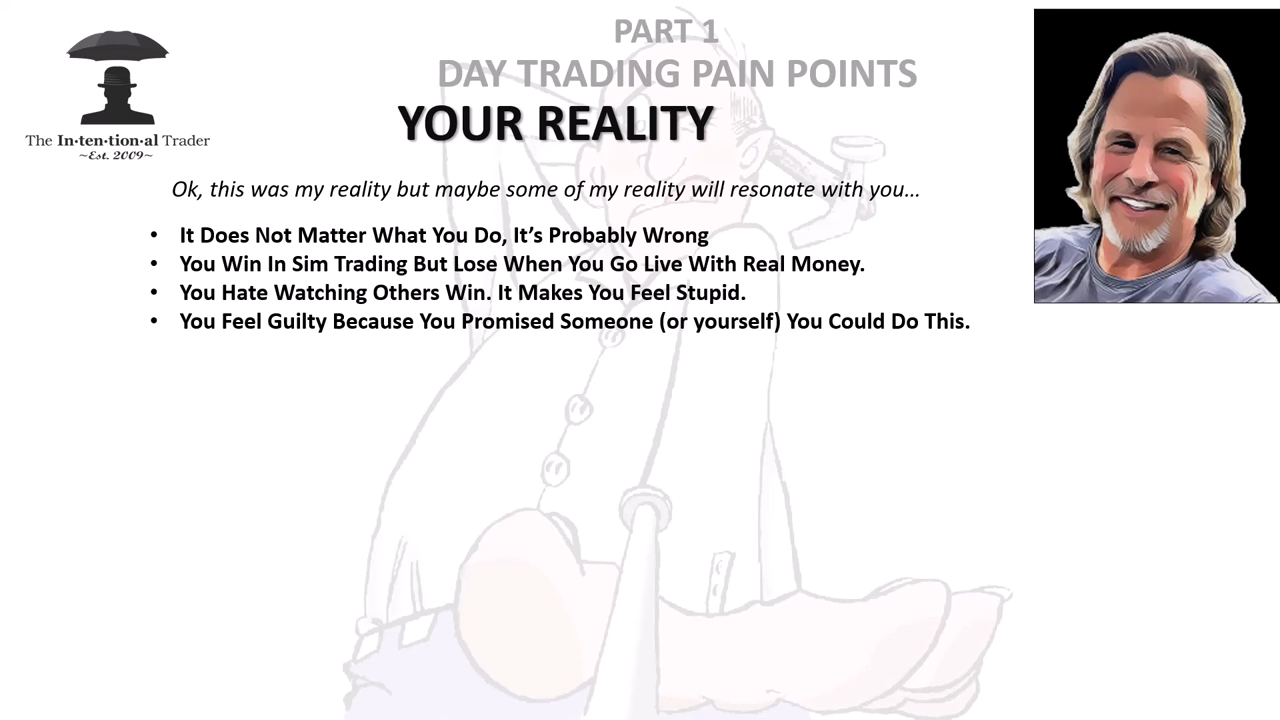 PART 1
DAY TRADING PAIN POINTS
YOUR REALITY
The In·ten·tion·al Trader
~Est. 2009~
Ok, this was my reality but maybe some of my reality will resonate with you…
• It Does Not Matter What You Do, It’s Probably Wrong
• You Win In Sim Trading But Lose When You Go Live With Real Money.
• You Hate Watching Others Win. It Makes You Feel Stupid.
• You Feel Guilty Because You Promised Someone (or yourself) You Could Do This.